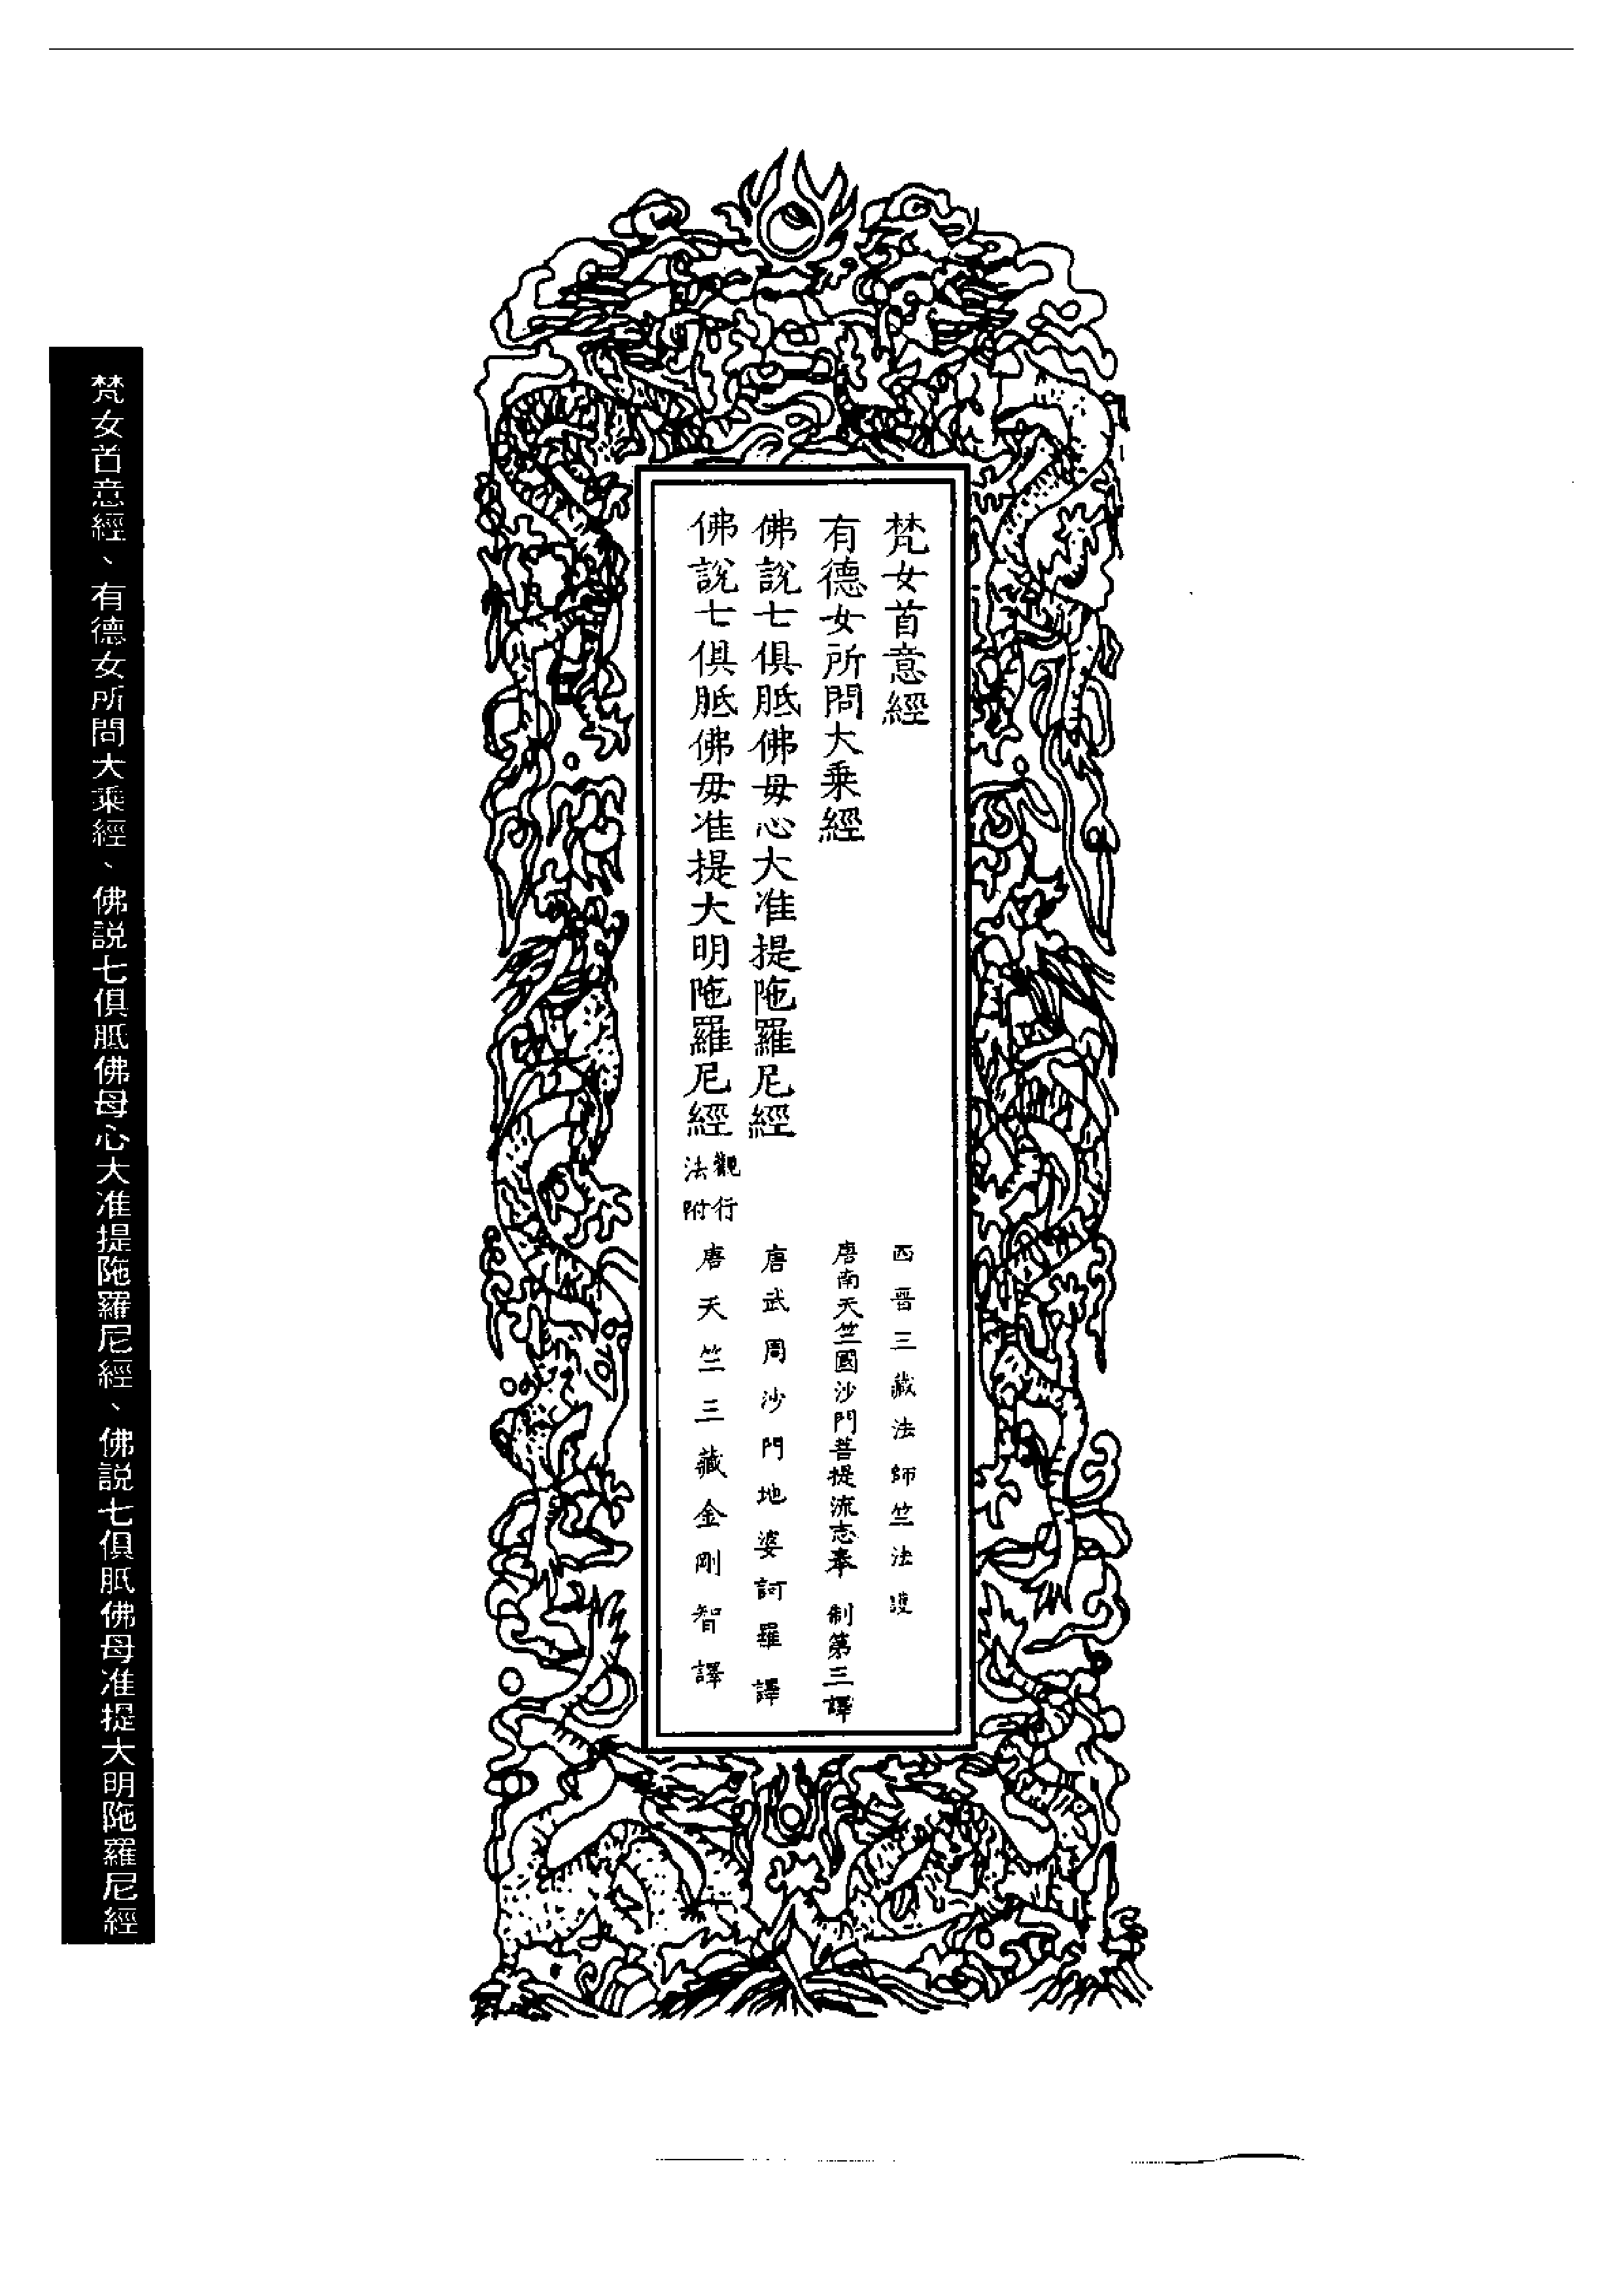 梵女首意經
西晋三藏法師竺法護
有德女所問大乘經
唐南天竺國沙門菩提流志奉 制第三譯
佛說七俱胝佛母心大准提陁羅尼經
唐武周沙門地婆訶羅譯
佛說七俱胝佛母准提大明陁羅尼經
觀行
法附
唐天竺三藏金剛智譯
梵女首意經、有德女所問大乘經、佛説七俱胝佛母心大准提陁羅尼經、佛説七俱胝佛母准提大明陁羅尼經